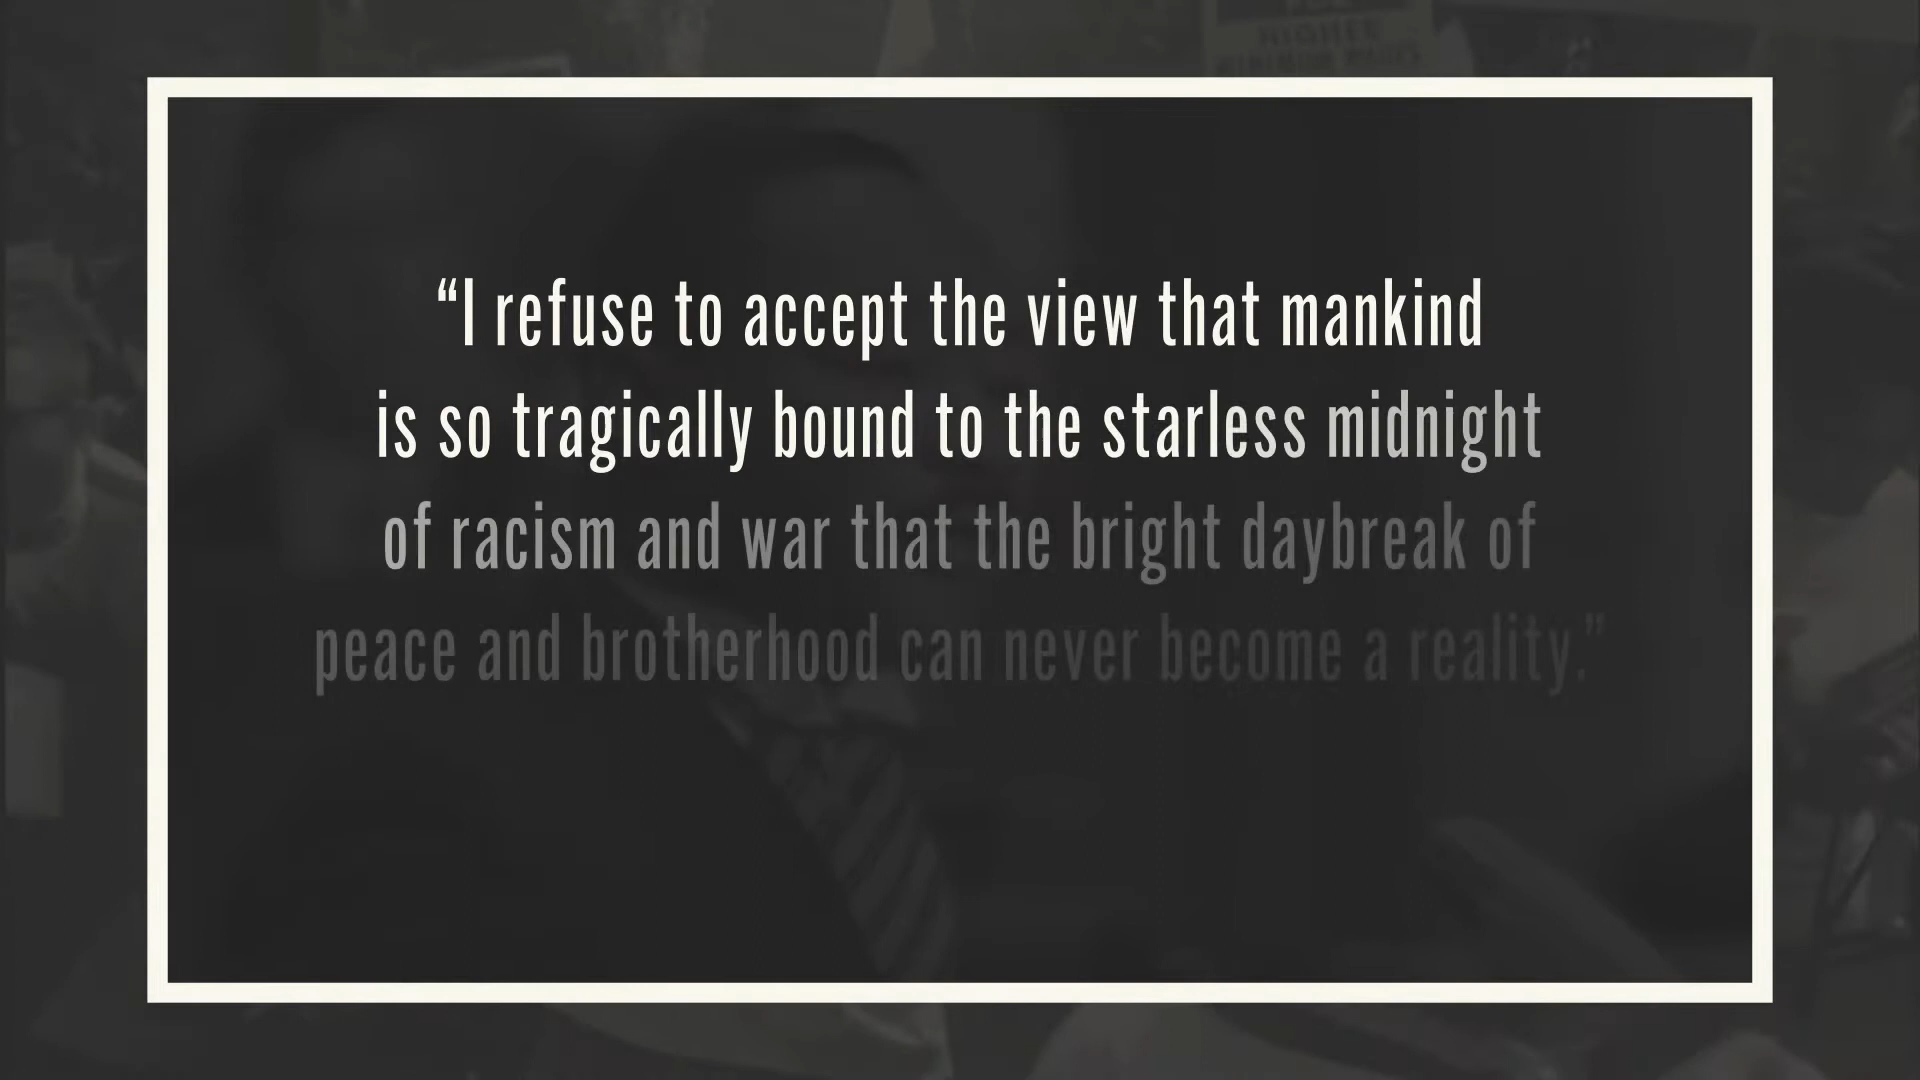 “I refuse to accept the view that mankind
is so tragically bound to the starless midnight
of racism and war that the bright daybreak of
peace and brotherhood can never become a reality.”